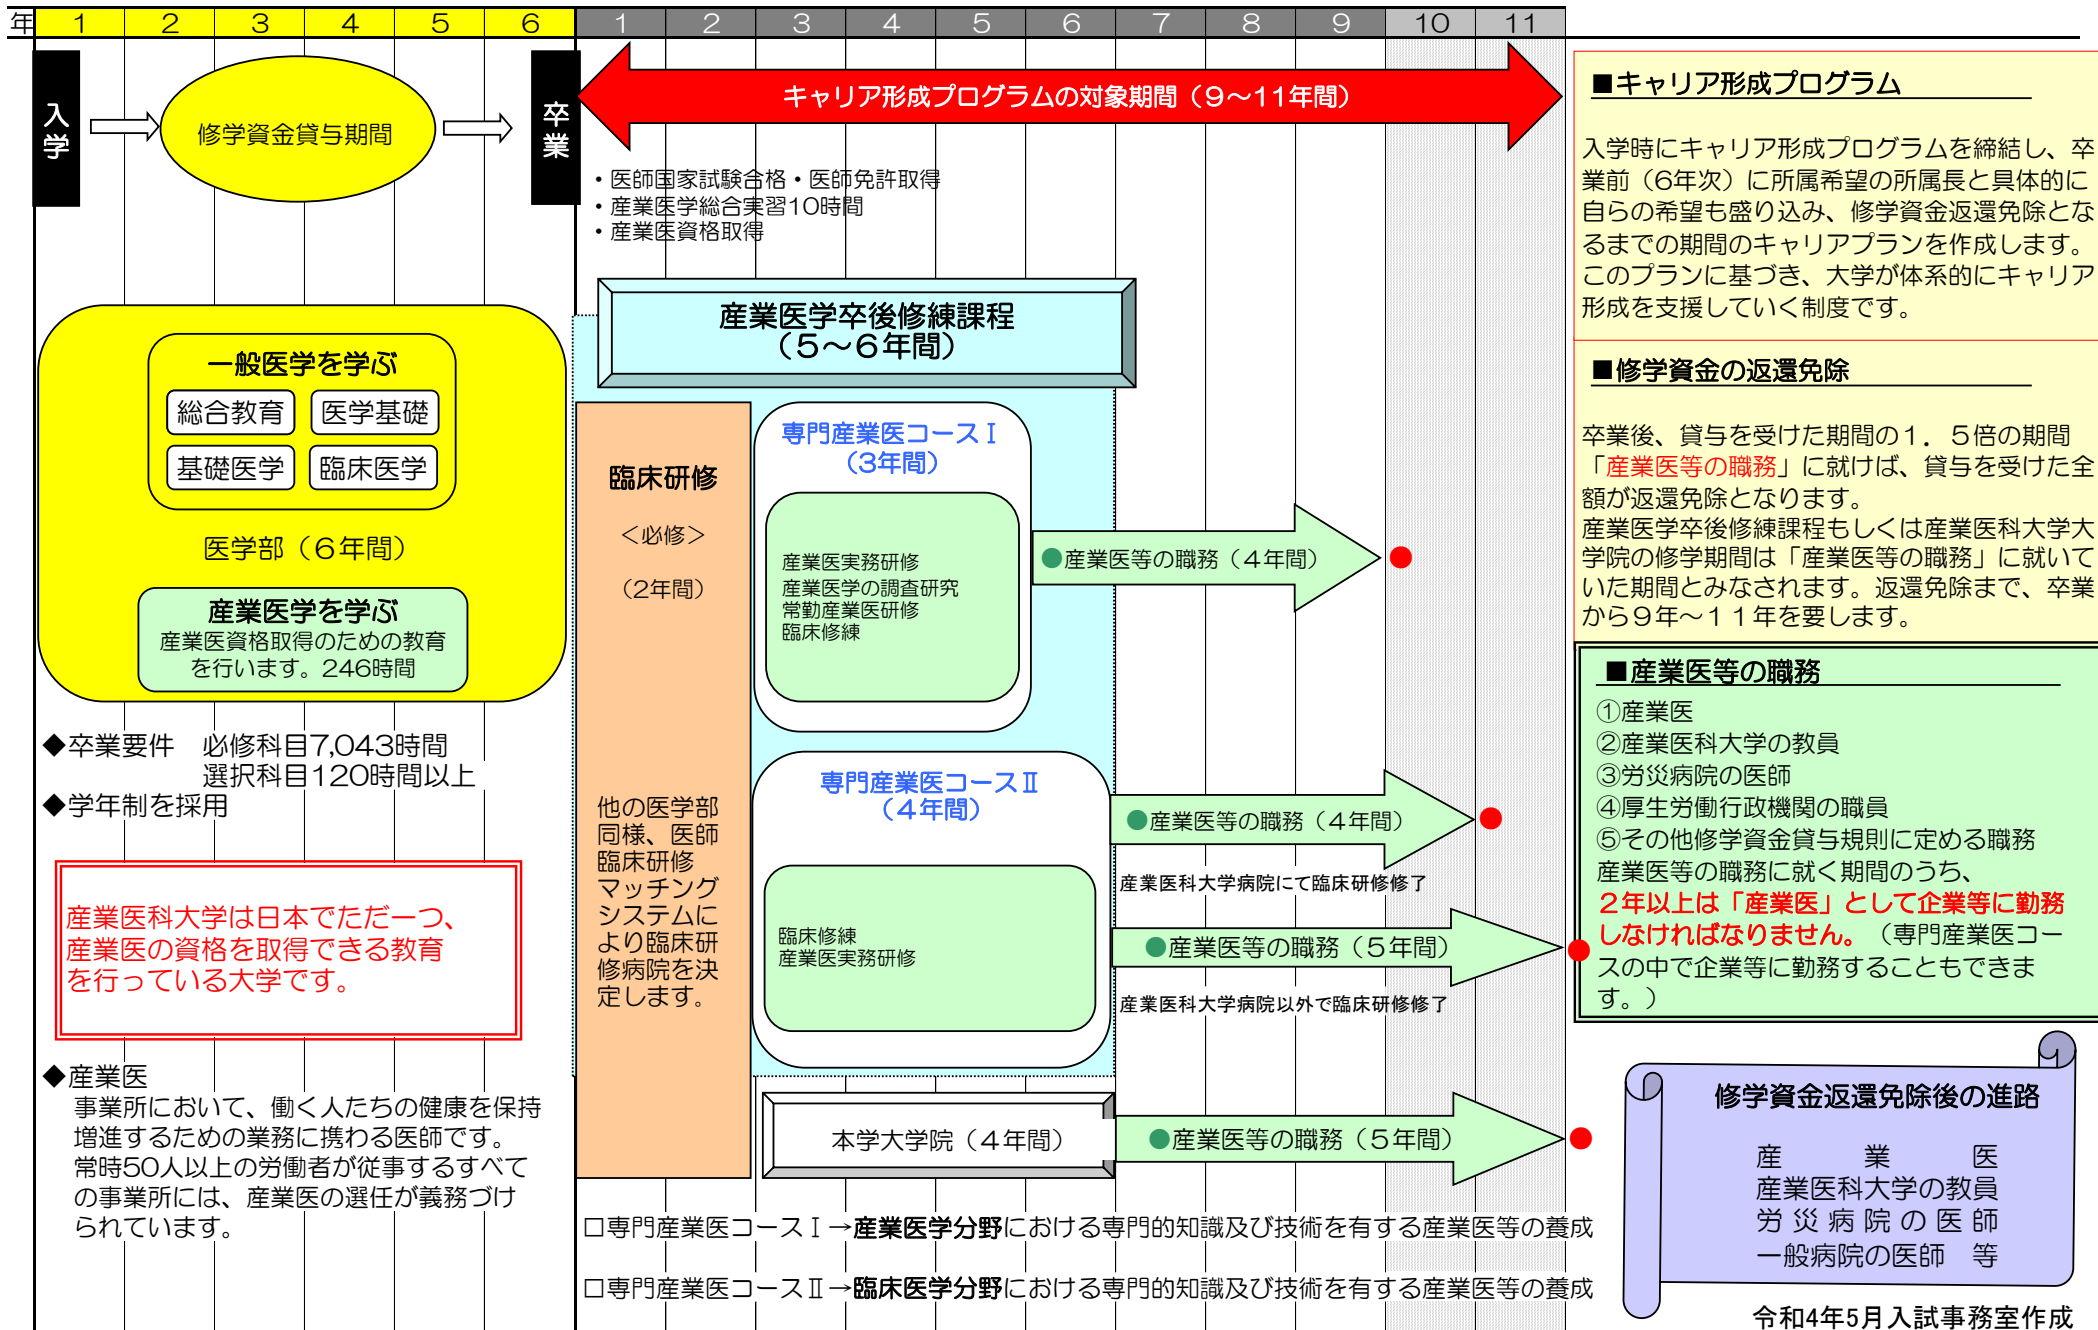 年 1 2 3 4 5 6 1 2 3 4 5 6 7 8 9 10 11
入学
修学資金貸与期間
卒業
キャリア形成プログラムの対象期間（９～11年間）
・医師国家試験合格・医師免許取得
・産業医学総合実習10時間
・産業医資格取得
一般医学を学ぶ
総合教育
医学基礎
基礎医学
臨床医学
医学部（６年間）
産業医学を学ぶ
産業医資格取得のための教育
を行います。246時間
◆卒業要件　必修科目7,043時間
選択科目120時間以上
◆学年制を採用
産業医科大学は日本でただ一つ、
産業医の資格を取得できる教育
を行っている大学です。
◆産業医
事業所において、働く人たちの健康を保持
増進するための業務に携わる医師です。
常時50人以上の労働者が従事するすべて
の事業所には、産業医の選任が義務づけ
られています。
産業医学卒後修練課程
（５～６年間）
臨床研修
＜必修＞
（2年間）
他の医学部
同様、医師
臨床研修
マッチング
システムに
より臨床研
修病院を決
定します。
専門産業医コースⅠ
（3年間）
産業医実務研修
産業医学の調査研究
常勤産業医研修
臨床修練
●産業医等の職務（４年間）
専門産業医コースⅡ
（４年間）
臨床修練
産業医実務研修
●産業医等の職務（４年間）
産業医科大学病院にて臨床研修修了
●産業医等の職務（５年間）
産業医科大学病院以外で臨床研修修了
本学大学院（４年間）
●産業医等の職務（５年間）
□専門産業医コースⅠ→産業医学分野における専門的知識及び技術を有する産業医等の養成
□専門産業医コースⅡ→臨床医学分野における専門的知識及び技術を有する産業医等の養成
■キャリア形成プログラム
入学時にキャリア形成プログラムを締結し、卒
業前（6年次）に所属希望の所属長と具体的に
自らの希望も盛り込み、修学資金返還免除とな
るまでの期間のキャリアプランを作成します。
このプランに基づき、大学が体系的にキャリア
形成を支援していく制度です。
■修学資金の返還免除
卒業後、貸与を受けた期間の１．５倍の期間
「産業医等の職務」に就けば、貸与を受けた全
額が返還免除となります。
産業医学卒後修練課程もしくは産業医科大学大
学院の修学期間は「産業医等の職務」に就いて
いた期間とみなされます。返還免除まで、卒業
から９年～１１年を要します。
■産業医等の職務
①産業医
②産業医科大学の教員
③労災病院の医師
④厚生労働行政機関の職員
⑤その他修学資金貸与規則に定める職務
産業医等の職務に就く期間のうち、
２年以上は「産業医」として企業等に勤務
しなければなりません。（専門産業医コー
スの中で企業等に勤務することもできま
す。）
修学資金返還免除後の進路
産　業　医
産業医科大学の教員
労災病院の医師
一般病院の医師　等
令和4年5月入試事務室作成